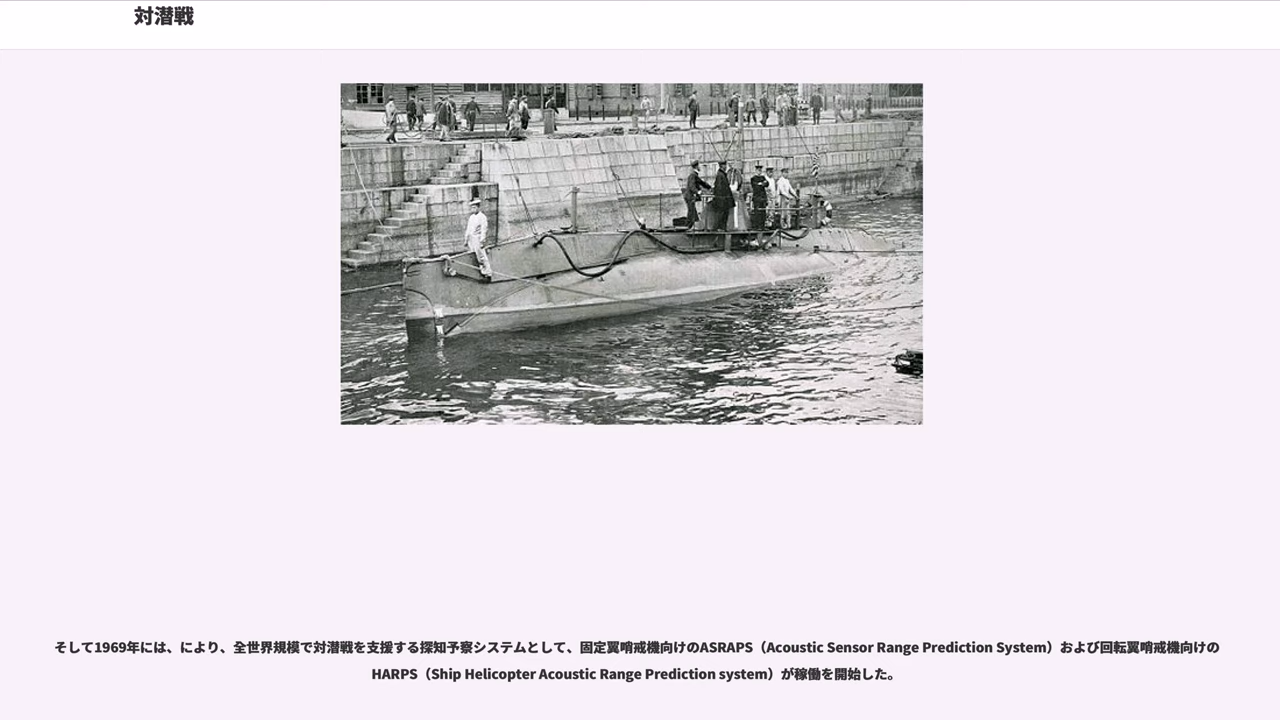 対潜戦
そして1969年には、により、全世界規模で対潜戦を支援する探知予察システムとして、固定翼哨戒機向けのASRAPS（Acoustic Sensor Range Prediction System）および回転翼哨戒機向けの
HARPS（Ship Helicopter Acoustic Range Prediction system）が稼働を開始した。